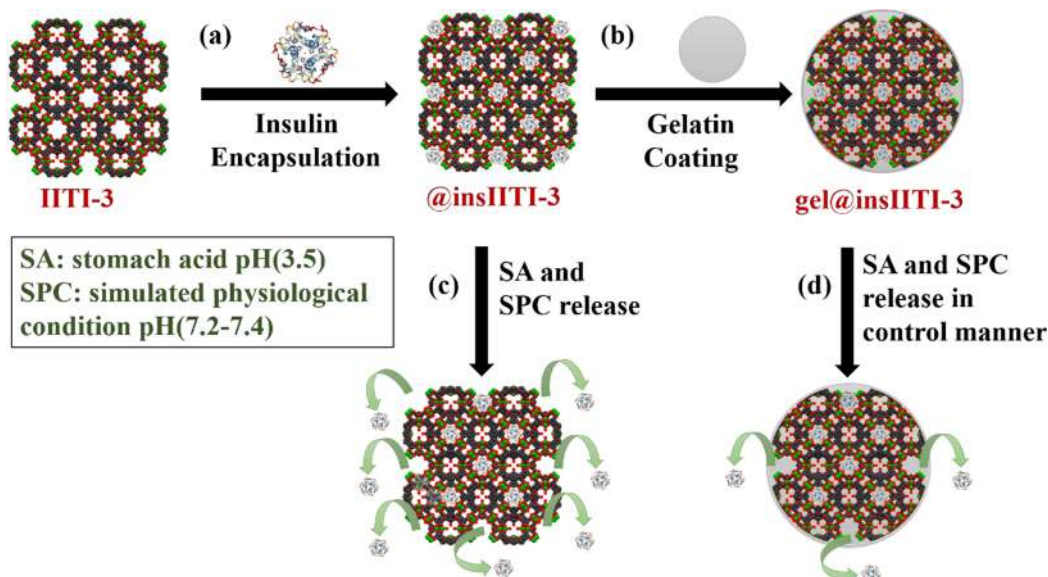 (a)
Insulin
Encapsulation
(b)
Gelatin
Coating
IITI-3
@insIITI-3
gel@insIITI-3
SA: stomach acid pH(3.5)
SPC: simulated physiological
condition pH(7.2-7.4)
(c)
SA and
SPC release
(d)
SA and SPC
release in
control manner